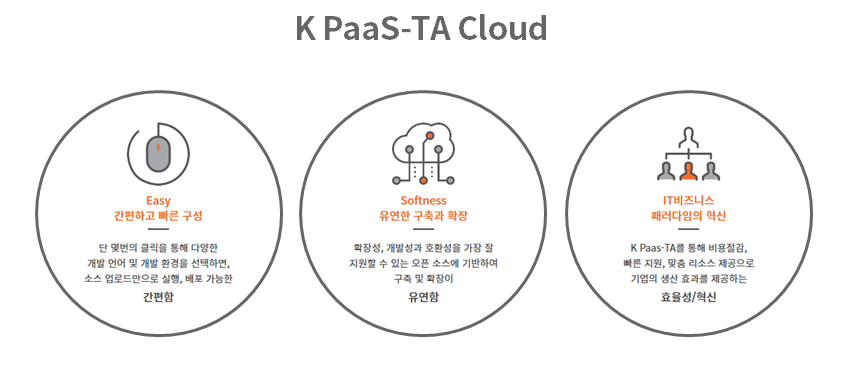 K PaaS-TA Cloud
Easy
간편하고 빠른 구성
단 몇번의 클릭을 통해 다양한
개발 언어 및 개발 환경을 선택하면,
소스 업로드만으로 실행, 배포 가능한
간편함
Softness
유연한 구축과 확장
확장성, 개발성과 호환성을 가장 잘
지원할 수 있는 오픈 소스에 기반하여
구축 및 확장이
유연함
IT비즈니스
패러다임의 혁신
K Paas-TA를 통해 비용절감,
빠른 지원, 맞춤 리소스 제공으로
기업의 생산 효과를 제공하는
효율성/혁신